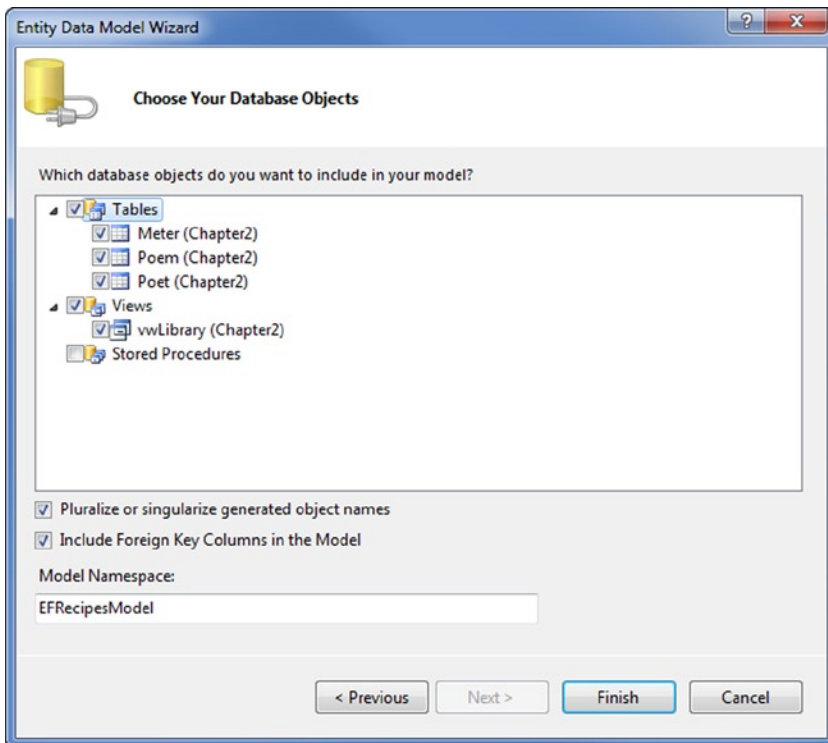 Entity Data Model Wizard
Choose Your Database Objects
Which database objects do you want to include in your model?
Tables
Meter (Chapter2)
Poem (Chapter2)
Poet (Chapter2)
Views
vwLibrary (Chapter2)
Stored Procedures
Pluralize or singularize generated object names
Include Foreign Key Columns in the Model
Model Namespace:
EFRecipesModel
< Previous Next > Finish Cancel